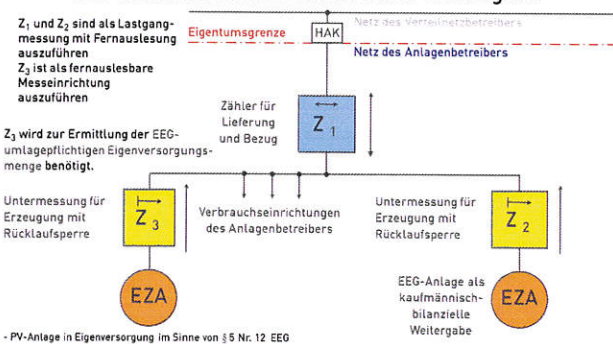 Z1 und Z2 sind als Lastgang-
messung mit Fernauslesung
auszuführen
Z3 ist als fernauslesbare
Messeinrichtung
auszuführen
Z3 wird zur Ermittlung der EEG-
umlagepflichtigen Eigenversorgungs-
menge benötigt.
Eigentumsgrenze
HAK
Netz des Verteilnetzbetreibers
Netz des Anlagenbetreibers
Zähler für
Lieferung
und Bezug
Z1
Untermessung für
Erzeugung mit
Rücklaufsperre
Z3
Verbrauchseinrichtungen
des Anlagenbetreibers
Untermessung für
Erzeugung mit
Rücklaufsperre
Z2
EZA
EEG-Anlage als
kaufmännisch-
bilanzielle
Weitergabe
EZA
- PV-Anlage in Eigenversorgung im Sinne von § 5 Nr. 12 EEG